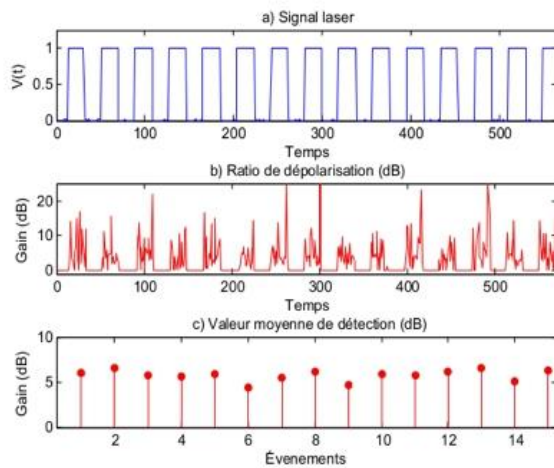 a) Signal laser
1
0.5
0
V(t)
0 100 200 300 400 500
Temps
b) Ratio de dépolarisation (dB)
20
10
0
Gain (dB)
0 100 200 300 400 500
Temps
c) Valeur moyenne de détection (dB)
10
5
0
Gain (dB)
2 4 6 8 10 12 14
Évenements